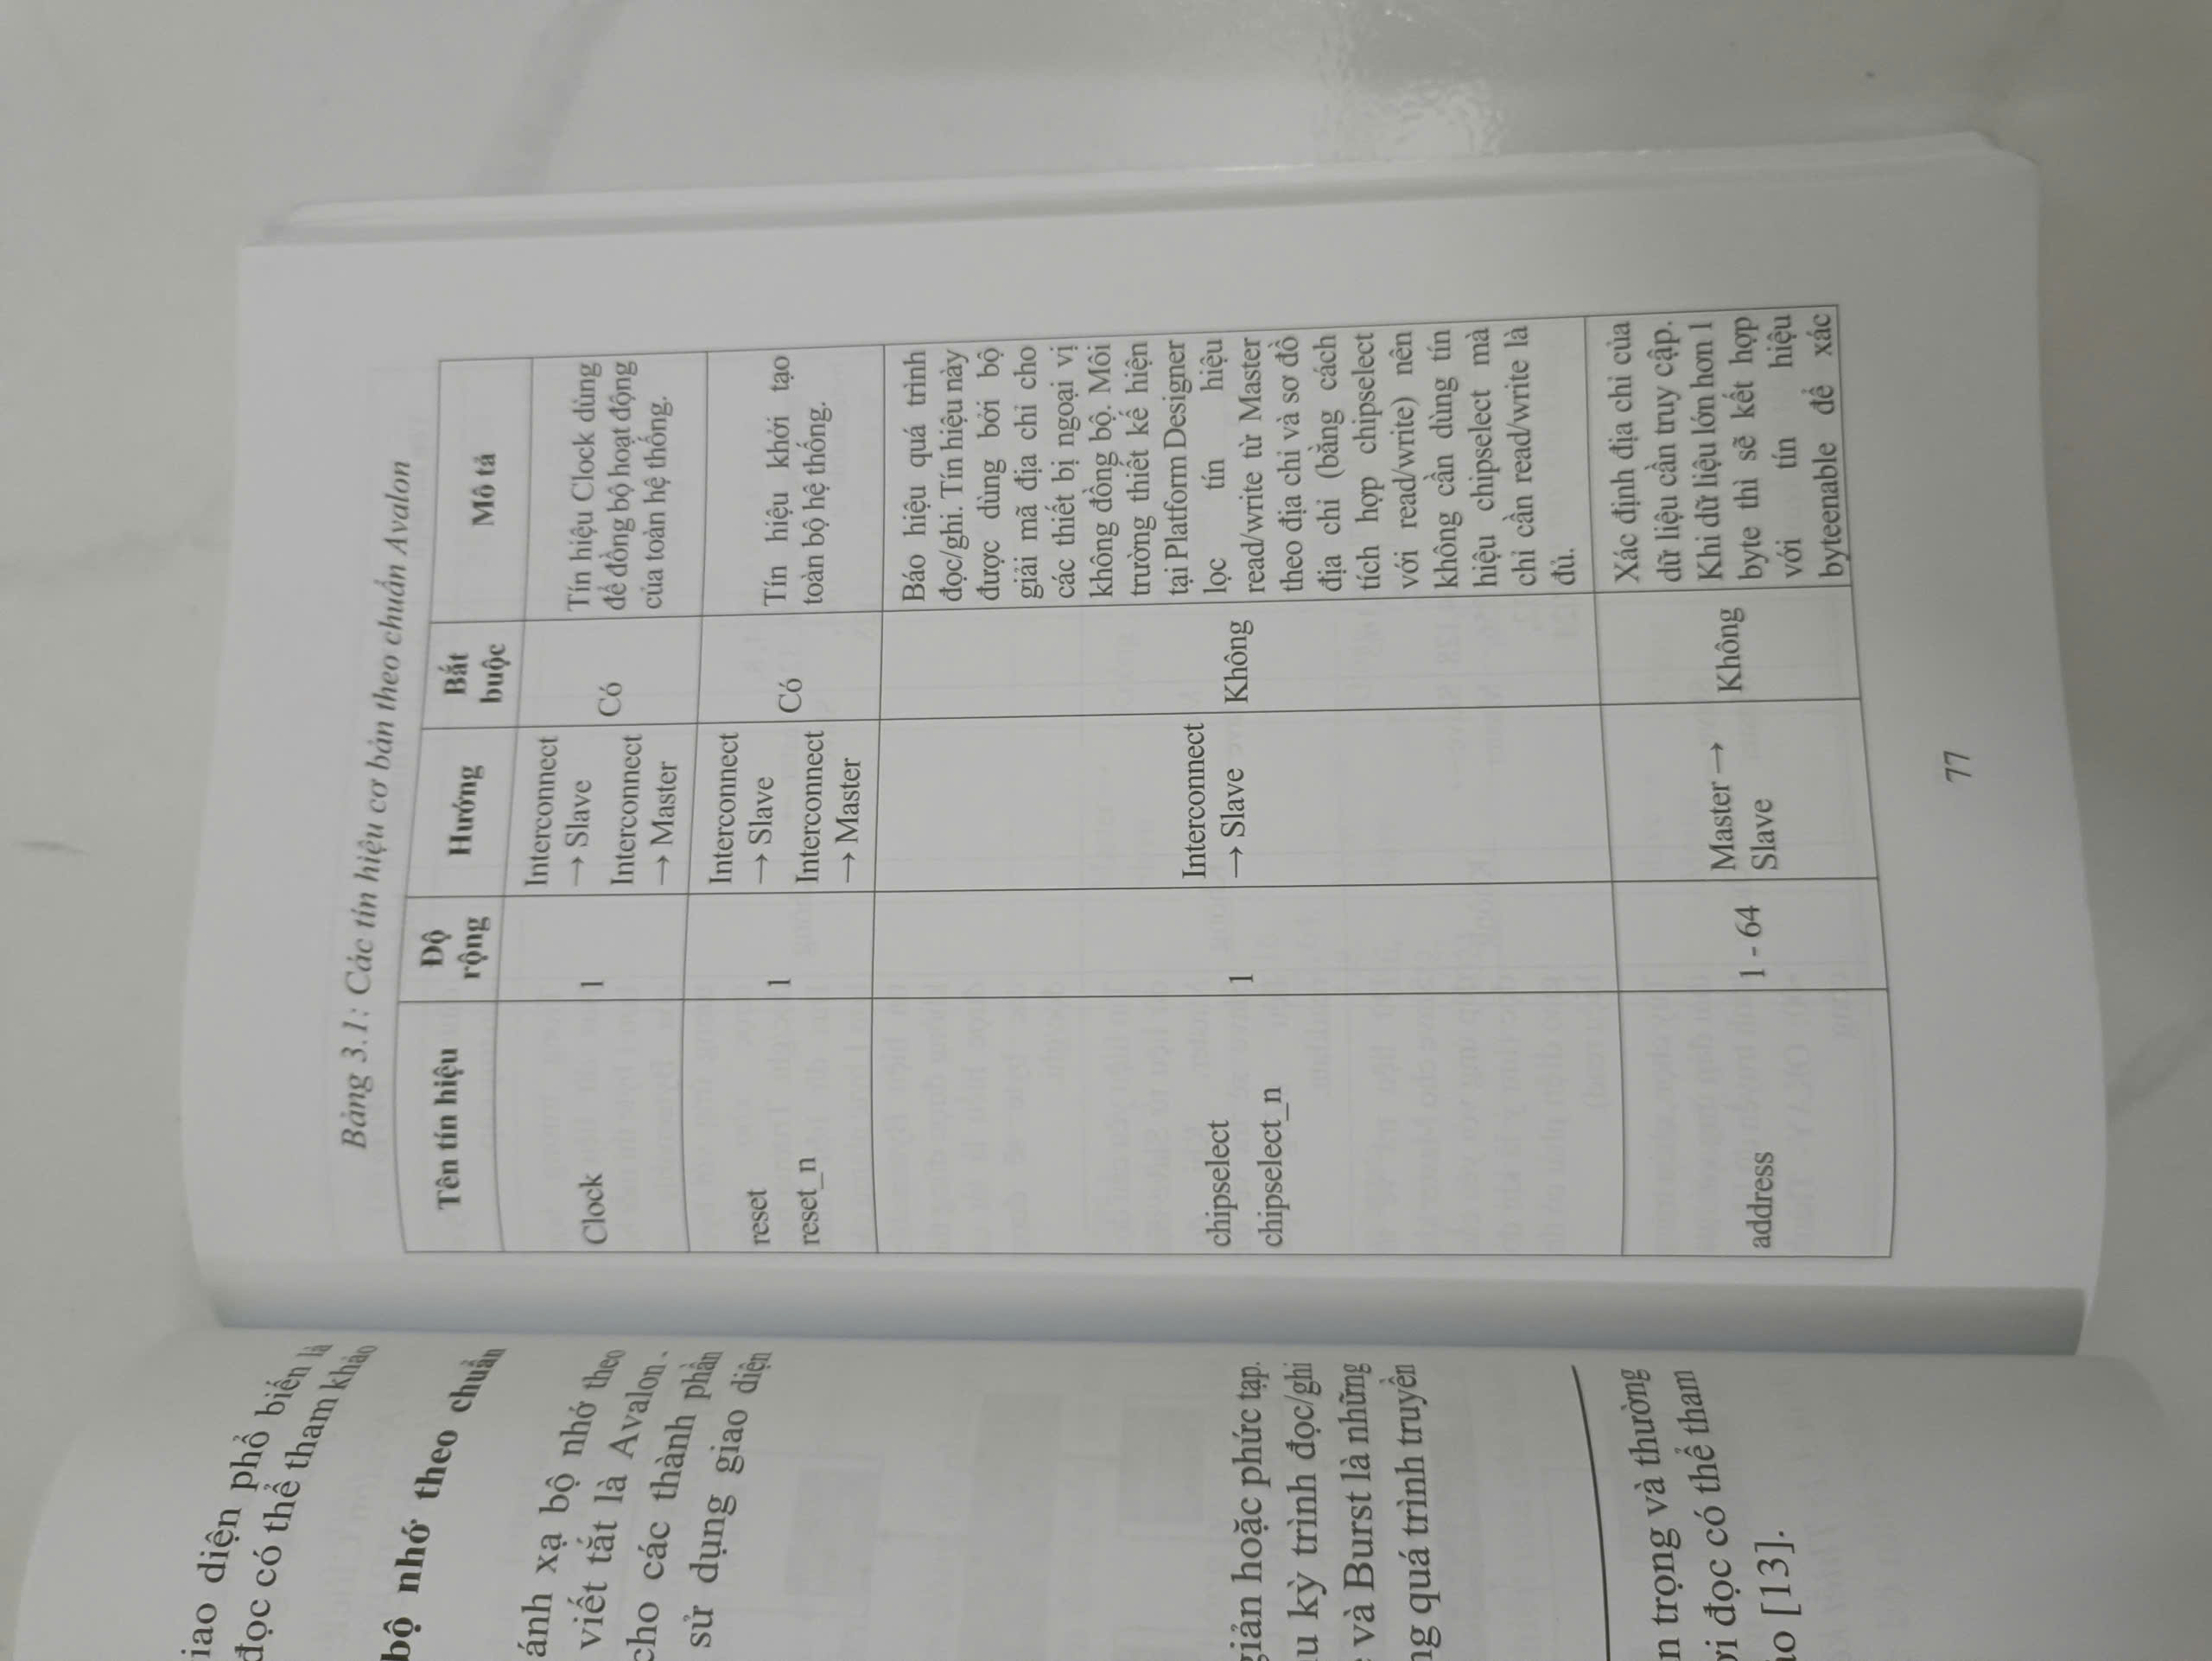 iao diện phổ biến là
đọc có thể tham khảo
bộ nhớ theo chuẩn
ánh xạ bộ nhớ theo
viết tắt là Avalon.
cho các thành phần
sử dụng giao diện
giản hoặc phức tạp.
u kỳ trình đọc/ghi
và Burst là những
ng quá trình truyền
n trọng và thường
ời đọc có thể tham
ảo [13].
Bảng 3.1: Các tín hiệu cơ bản theo chuẩn Avalon
Tên tín hiệu
Độ
rộng
Hướng
Bắt
buộc
Mô tả
Clock
1
Interconnect
→ Slave
Interconnect
→ Master
Có
Tín hiệu Clock dùng
để đồng bộ hoạt động
của toàn hệ thống.
reset
reset_n
1
Interconnect
→ Slave
Interconnect
→ Master
Có
Tín hiệu khởi tạo
toàn bộ hệ thống.
chipselect
chipselect_n
1
Interconnect
→ Slave
Không
Báo hiệu quá trình
đọc/ghi. Tín hiệu này
được dùng bởi bộ
giải mã địa chỉ cho
các thiết bị ngoại vi
không đồng bộ. Môi
trường thiết kế hiện
tại Platform Designer
lọc tín hiệu
read/write từ Master
theo địa chỉ và sơ đồ
địa chỉ (bằng cách
tích hợp chipselect
với read/write) nên
không cần dùng tín
hiệu chipselect mà
chỉ cần read/write là
đủ.
address
1 - 64
Master →
Slave
Không
Xác định địa chỉ của
dữ liệu cần truy cập.
Khi dữ liệu lớn hơn 1
byte thì sẽ kết hợp
với tín hiệu
byteenable để xác
77